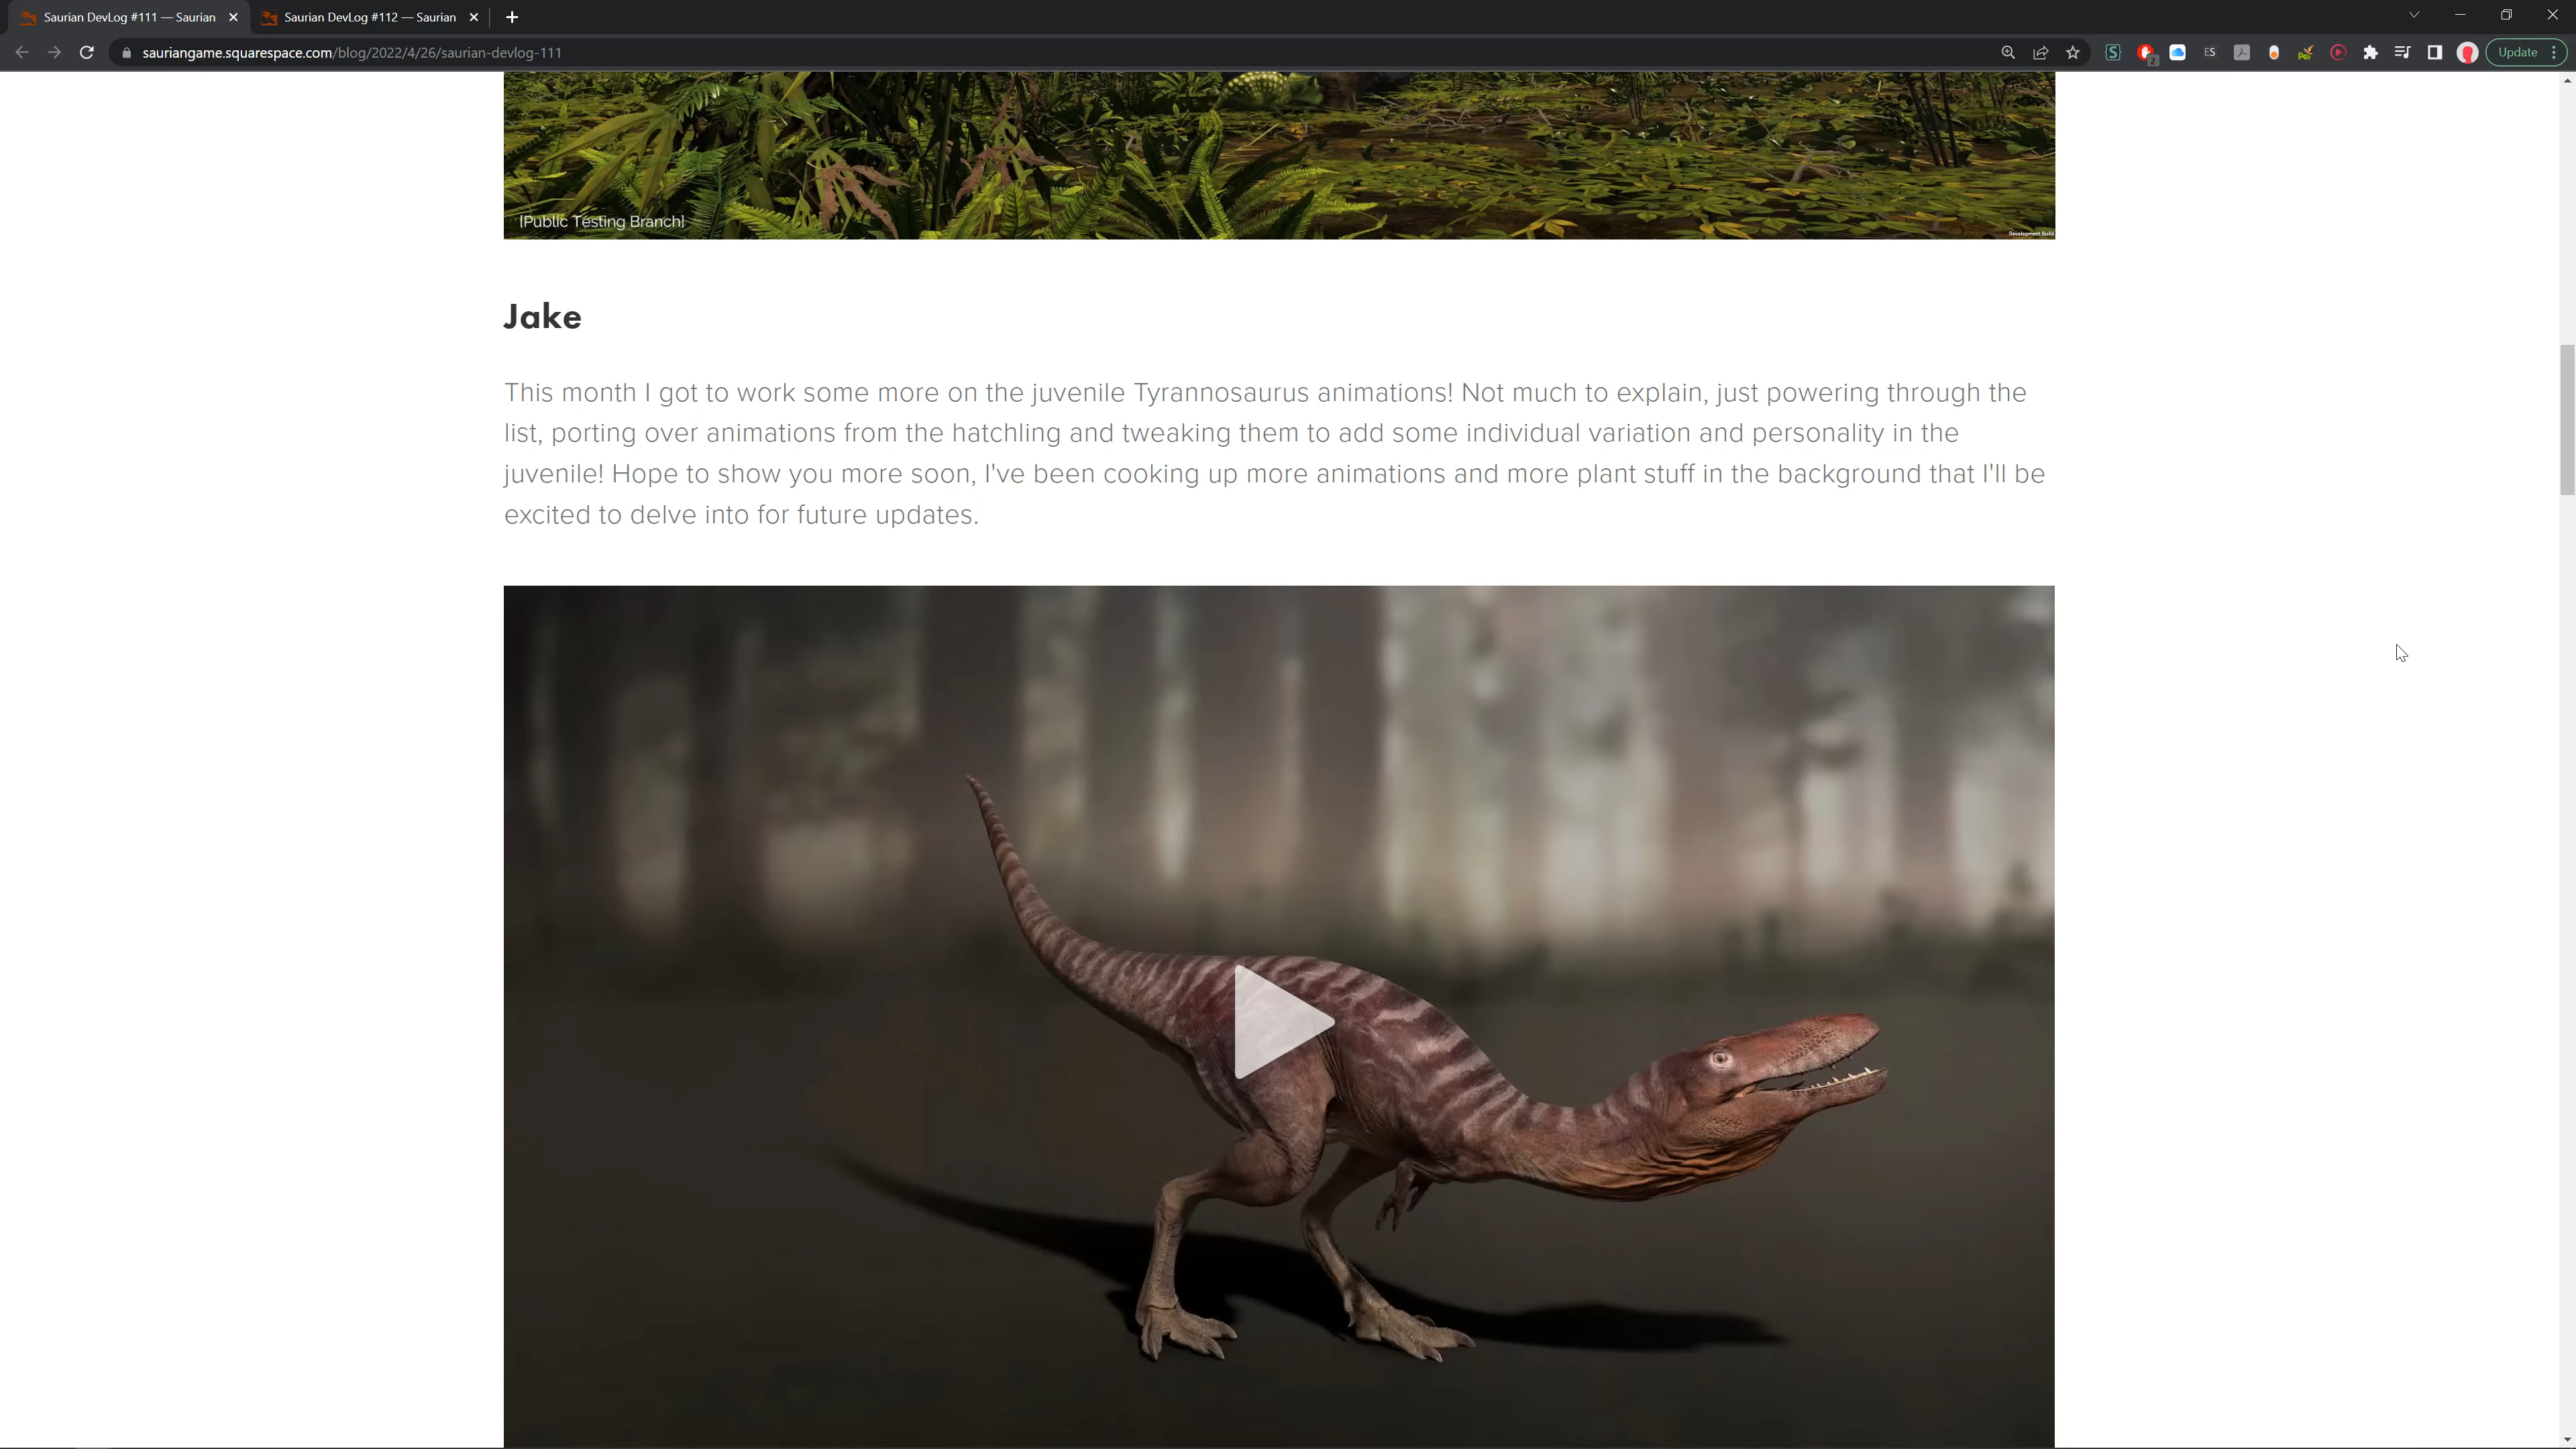 Saurian DevLog #111 — Saurian
Saurian DevLog #112 — Saurian
sauriangame.squarespace.com/blog/2022/4/26/saurian-devlog-111
2
ES
Update
[Public Testing Branch]
Development Build
Jake
This month I got to work some more on the juvenile Tyrannosaurus animations! Not much to explain, just powering through the
list, porting over animations from the hatchling and tweaking them to add some individual variation and personality in the
juvenile! Hope to show you more soon, I've been cooking up more animations and more plant stuff in the background that I'll be
excited to delve into for future updates.